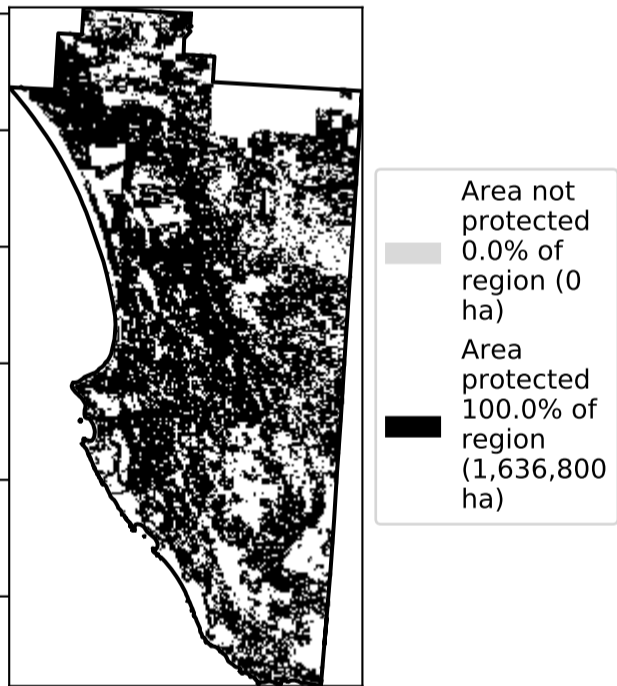 Area not
protected
0.0% of
region (0
ha)
Area
protected
100.0% of
region
(1,636,800
ha)